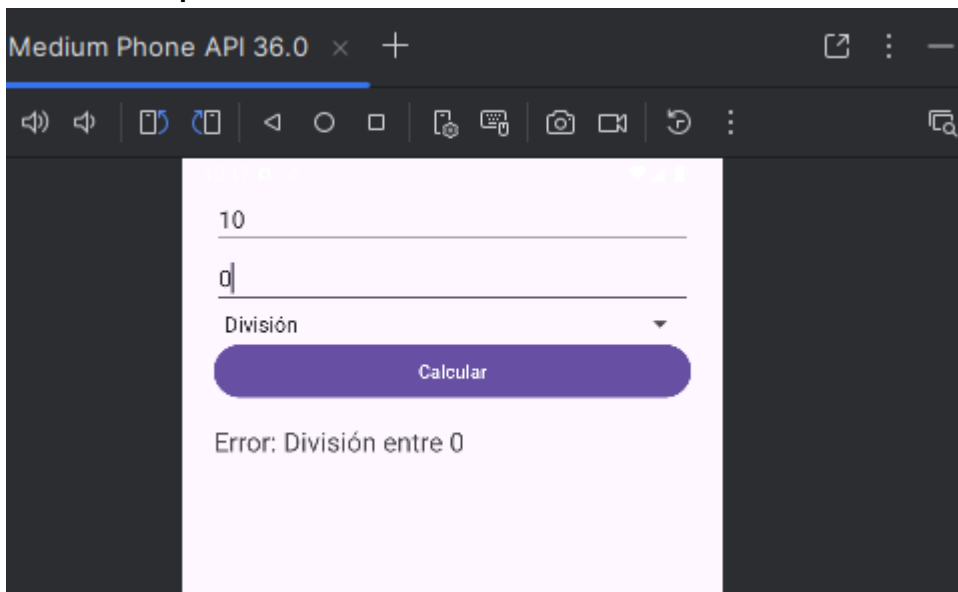 Medium Phone API 36.0
10
0
División
Calcular
Error: División entre 0